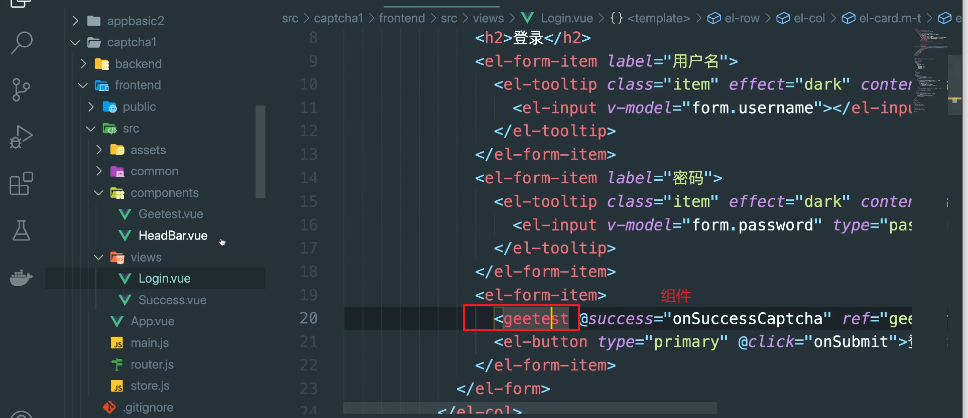 appbasic2
captcha1
backend
frontend
public
src
assets
common
components
Geetest.vue
HeadBar.vue
views
Login.vue
Success.vue
App.vue
main.js
router.js
store.js
.gitignore
src > captcha1 > frontend > src > views > Login.vue > {} <template> > el-row > el-col > el-card.m-t > e
8 <h2>登录</h2>
9 <el-form-item label="用户名">
10 <el-tooltip class="item" effect="dark" conten
11 <el-input v-model="form.username"></el-inpu
12 </el-tooltip>
13 </el-form-item>
14 <el-form-item label="密码">
15 <el-tooltip class="item" effect="dark" conten
16 <el-input v-model="form.password" type="pas
17 </el-tooltip>
18 </el-form-item>
19 <el-form-item>
组件
20 <geetest @success="onSuccessCaptcha" ref="gee
21 <el-button type="primary" @click="onSubmit">
22 </el-form-item>
23 </el-form>
24 </el-col>